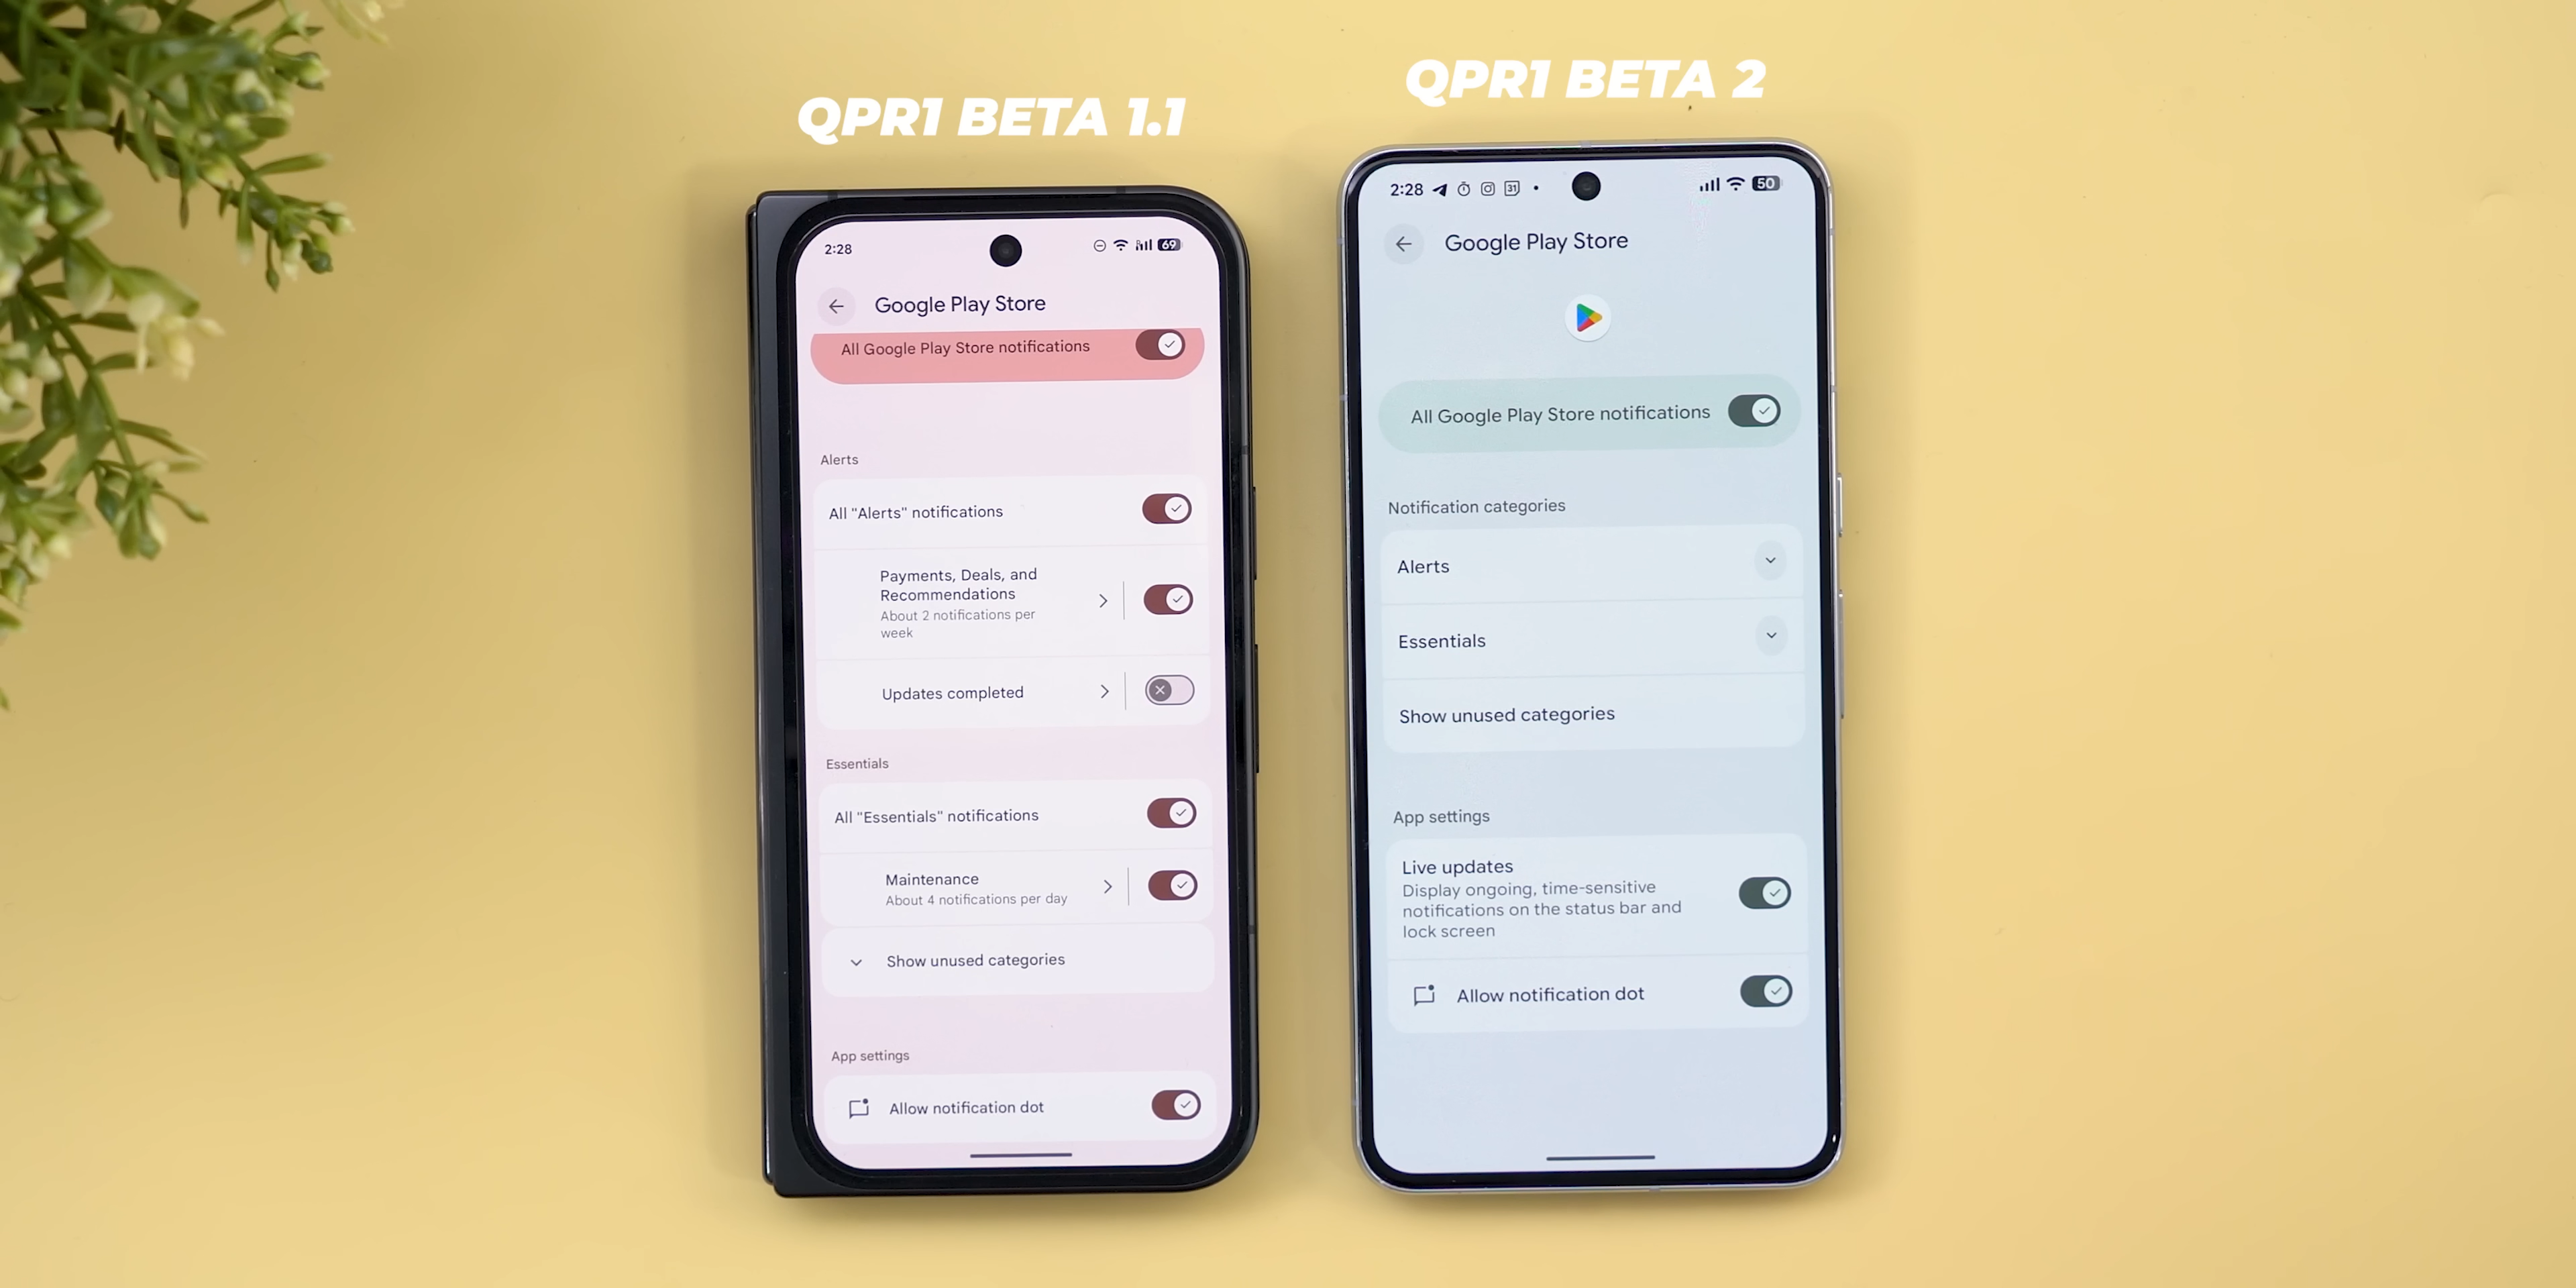 QPR1 BETA 1.1
2:28
69
Google Play Store
All Google Play Store notifications
Alerts
All "Alerts" notifications
Payments, Deals, and
Recommendations
About 2 notifications per
week
Updates completed
Essentials
All "Essentials" notifications
Maintenance
About 4 notifications per day
Show unused categories
App settings
Allow notification dot
QPR1 BETA 2
2:28
31
50
Google Play Store
All Google Play Store notifications
Notification categories
Alerts
Essentials
Show unused categories
App settings
Live updates
Display ongoing, time-sensitive
notifications on the status bar and
lock screen
Allow notification dot